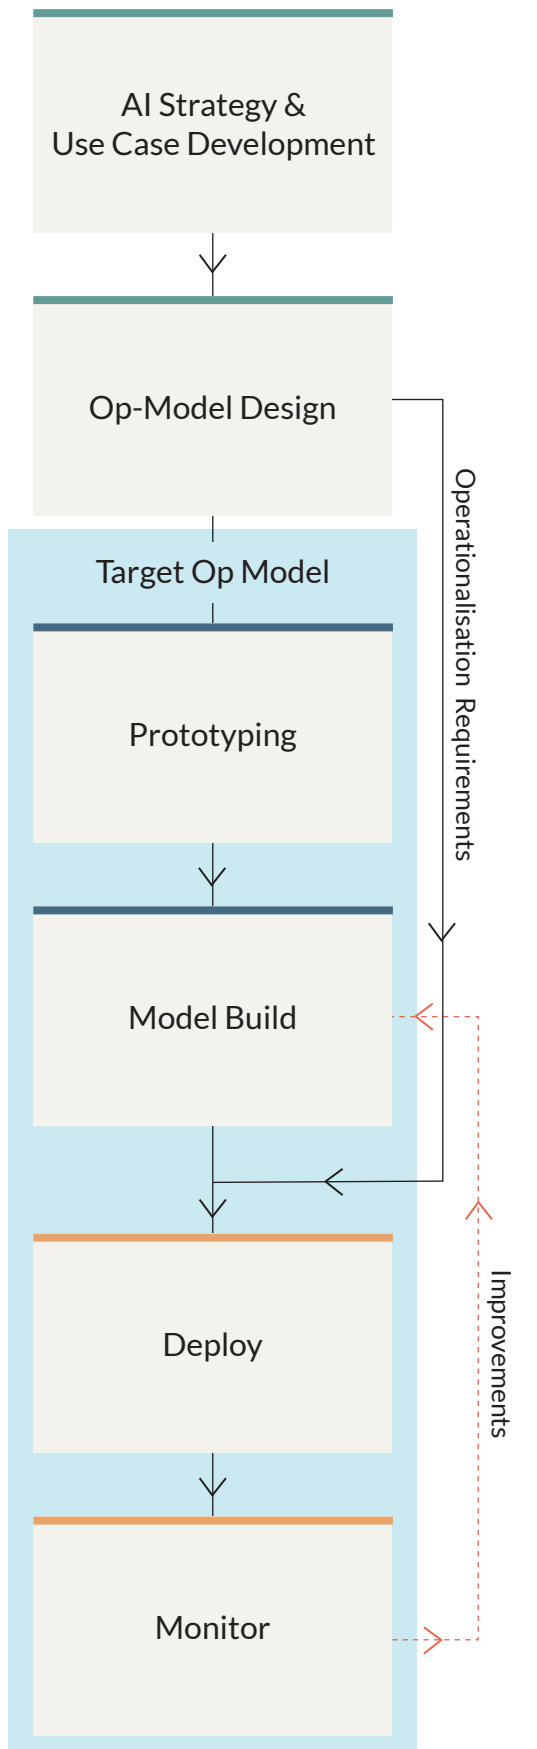 AI Strategy &
Use Case Development
Op-Model Design
Operationalisation Requirements
Target Op Model
Prototyping
Model Build
Deploy
Improvements
Monitor